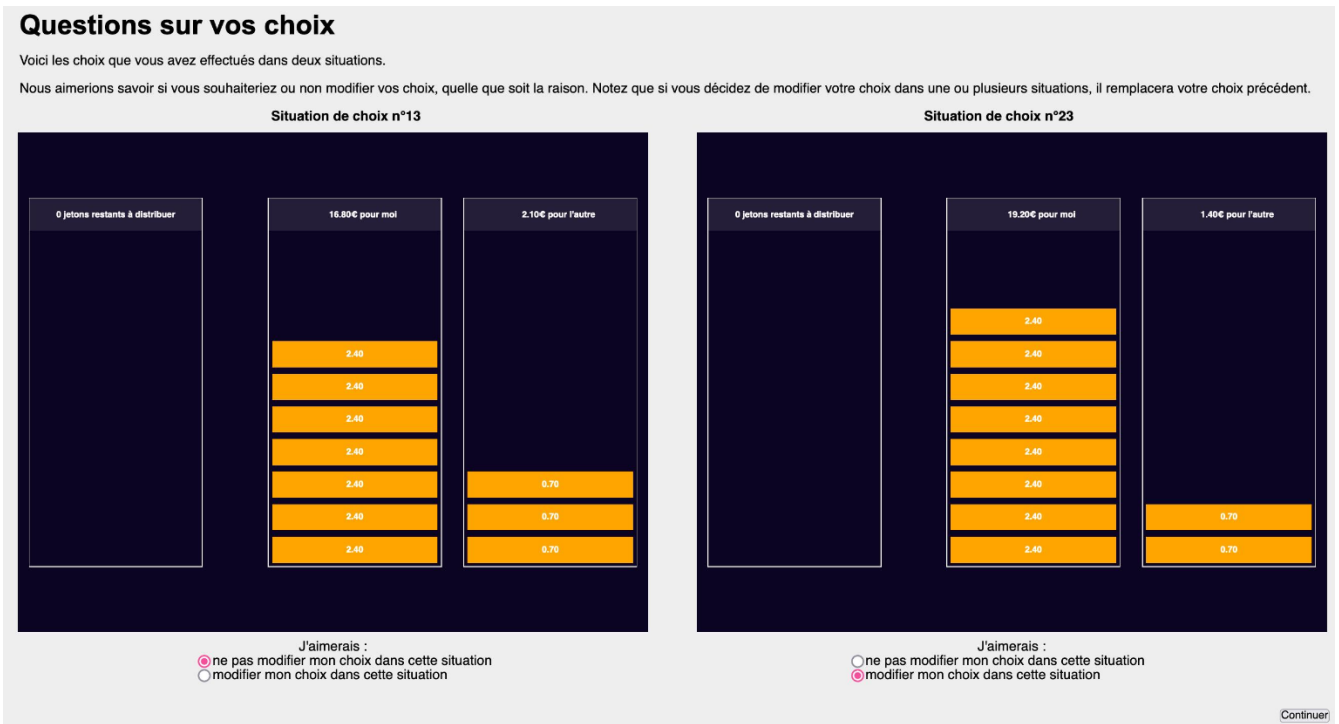 Questions sur vos choix
Voici les choix que vous avez effectués dans deux situations.
Nous aimerions savoir si vous souhaiteriez ou non modifier vos choix, quelle que soit la raison. Notez que si vous décidez de modifier votre choix dans une ou plusieurs situations, il remplacera votre choix précédent.
Situation de choix n°13
0 jetons restants à distribuer
16.80€ pour moi
2.10€ pour l'autre
2.40
2.40
2.40
2.40
2.40 0.70
2.40 0.70
2.40 0.70
J'aimerais :
ne pas modifier mon choix dans cette situation
modifier mon choix dans cette situation
Situation de choix n°23
0 jetons restants à distribuer
19.20€ pour moi
1.40€ pour l'autre
2.40
2.40
2.40
2.40
2.40
2.40
2.40 0.70
2.40 0.70
J'aimerais :
ne pas modifier mon choix dans cette situation
modifier mon choix dans cette situation
Continuer